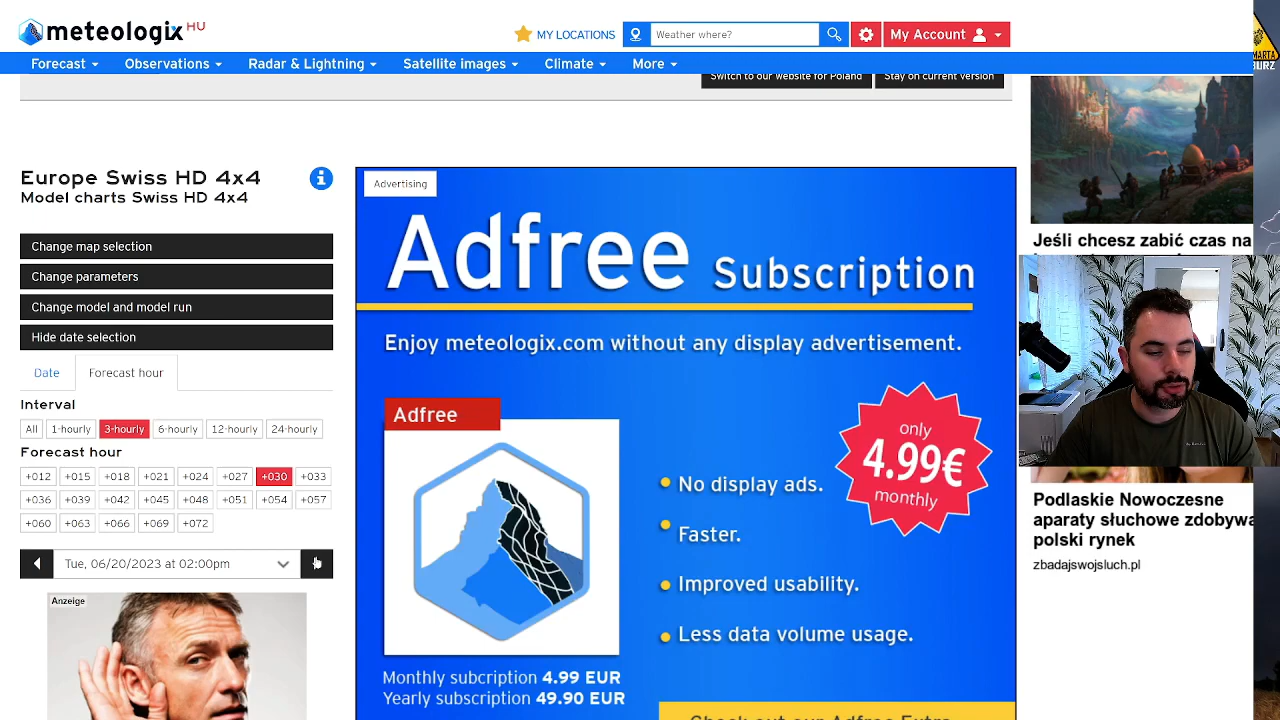 meteologix HU
MY LOCATIONS
Weather where?
My Account
Forecast
Observations
Radar & Lightning
Satellite images
Climate
More
Switch to our website for Poland
Stay on current version
Europe Swiss HD 4x4
Model charts Swiss HD 4x4
Change map selection
Change parameters
Change model and model run
Hide date selection
Date
Forecast hour
Interval
All 1-hourly 3-hourly 6-hourly 12-hourly 24-hourly
Forecast hour
+012 +015 +018 +021 +024 +027 +030 +033
+036 +039 +042 +045 +048 +051 +054 +057
+060 +063 +066 +069 +072
Tue, 06/20/2023 at 02:00pm
Anzeige
Advertising
Adfree Subscription
Enjoy meteologix.com without any display advertisement.
Adfree
only
4.99€
monthly
No display ads.
Faster.
Improved usability.
Less data volume usage.
Monthly subcription 4.99 EUR
Yearly subscription 49.90 EUR
Check out our Adfree Extra
Jeśli chcesz zabić czas na
Podlaskie Nowoczesne
aparaty słuchowe zdobywa
polski rynek
zbadajswojsluch.pl